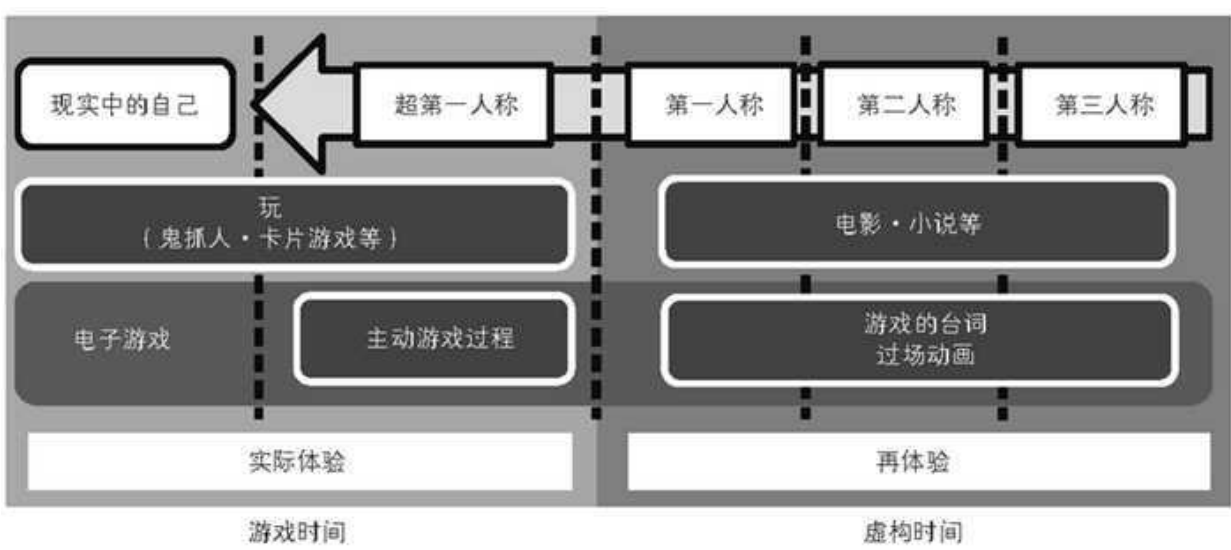 现实中的自己
超第一人称
第一人称
第二人称
第三人称
玩
（鬼抓人・卡片游戏等）
电影・小说等
电子游戏
主动游戏过程
游戏的台词
过场动画
实际体验
再体验
游戏时间
虚构时间